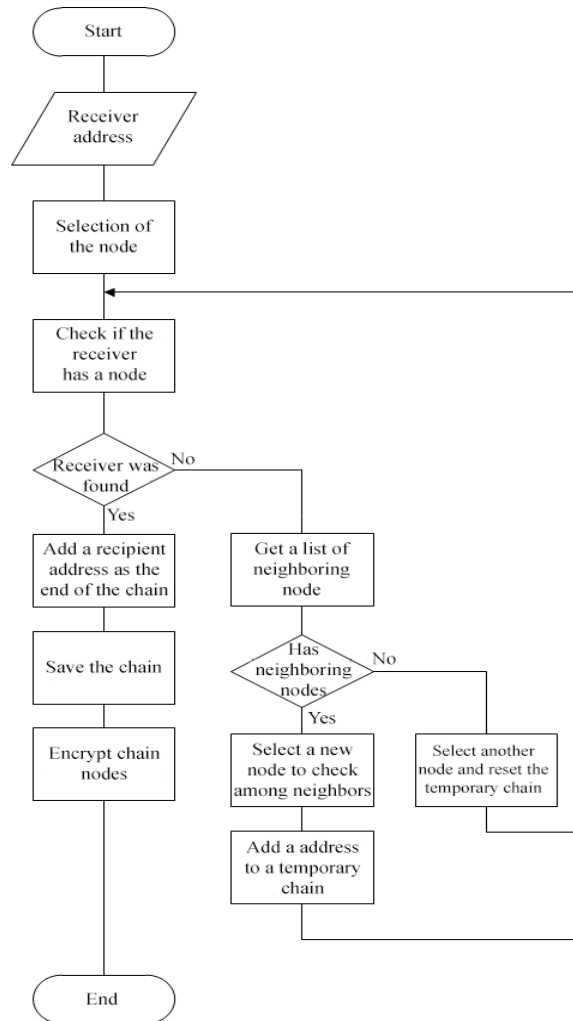 Start
Receiver
address
Selection of
the node
Check if the
receiver
has a node
Receiver was
found
No
Yes
Add a recipient
address as the
end of the chain
Get a list of
neighboring
node
Save the chain
Has
neighboring
nodes
No
Yes
Encrypt chain
nodes
Select a new
node to check
among neighbors
Select another
node and reset the
temporary chain
Add a address
to a temporary
chain
End